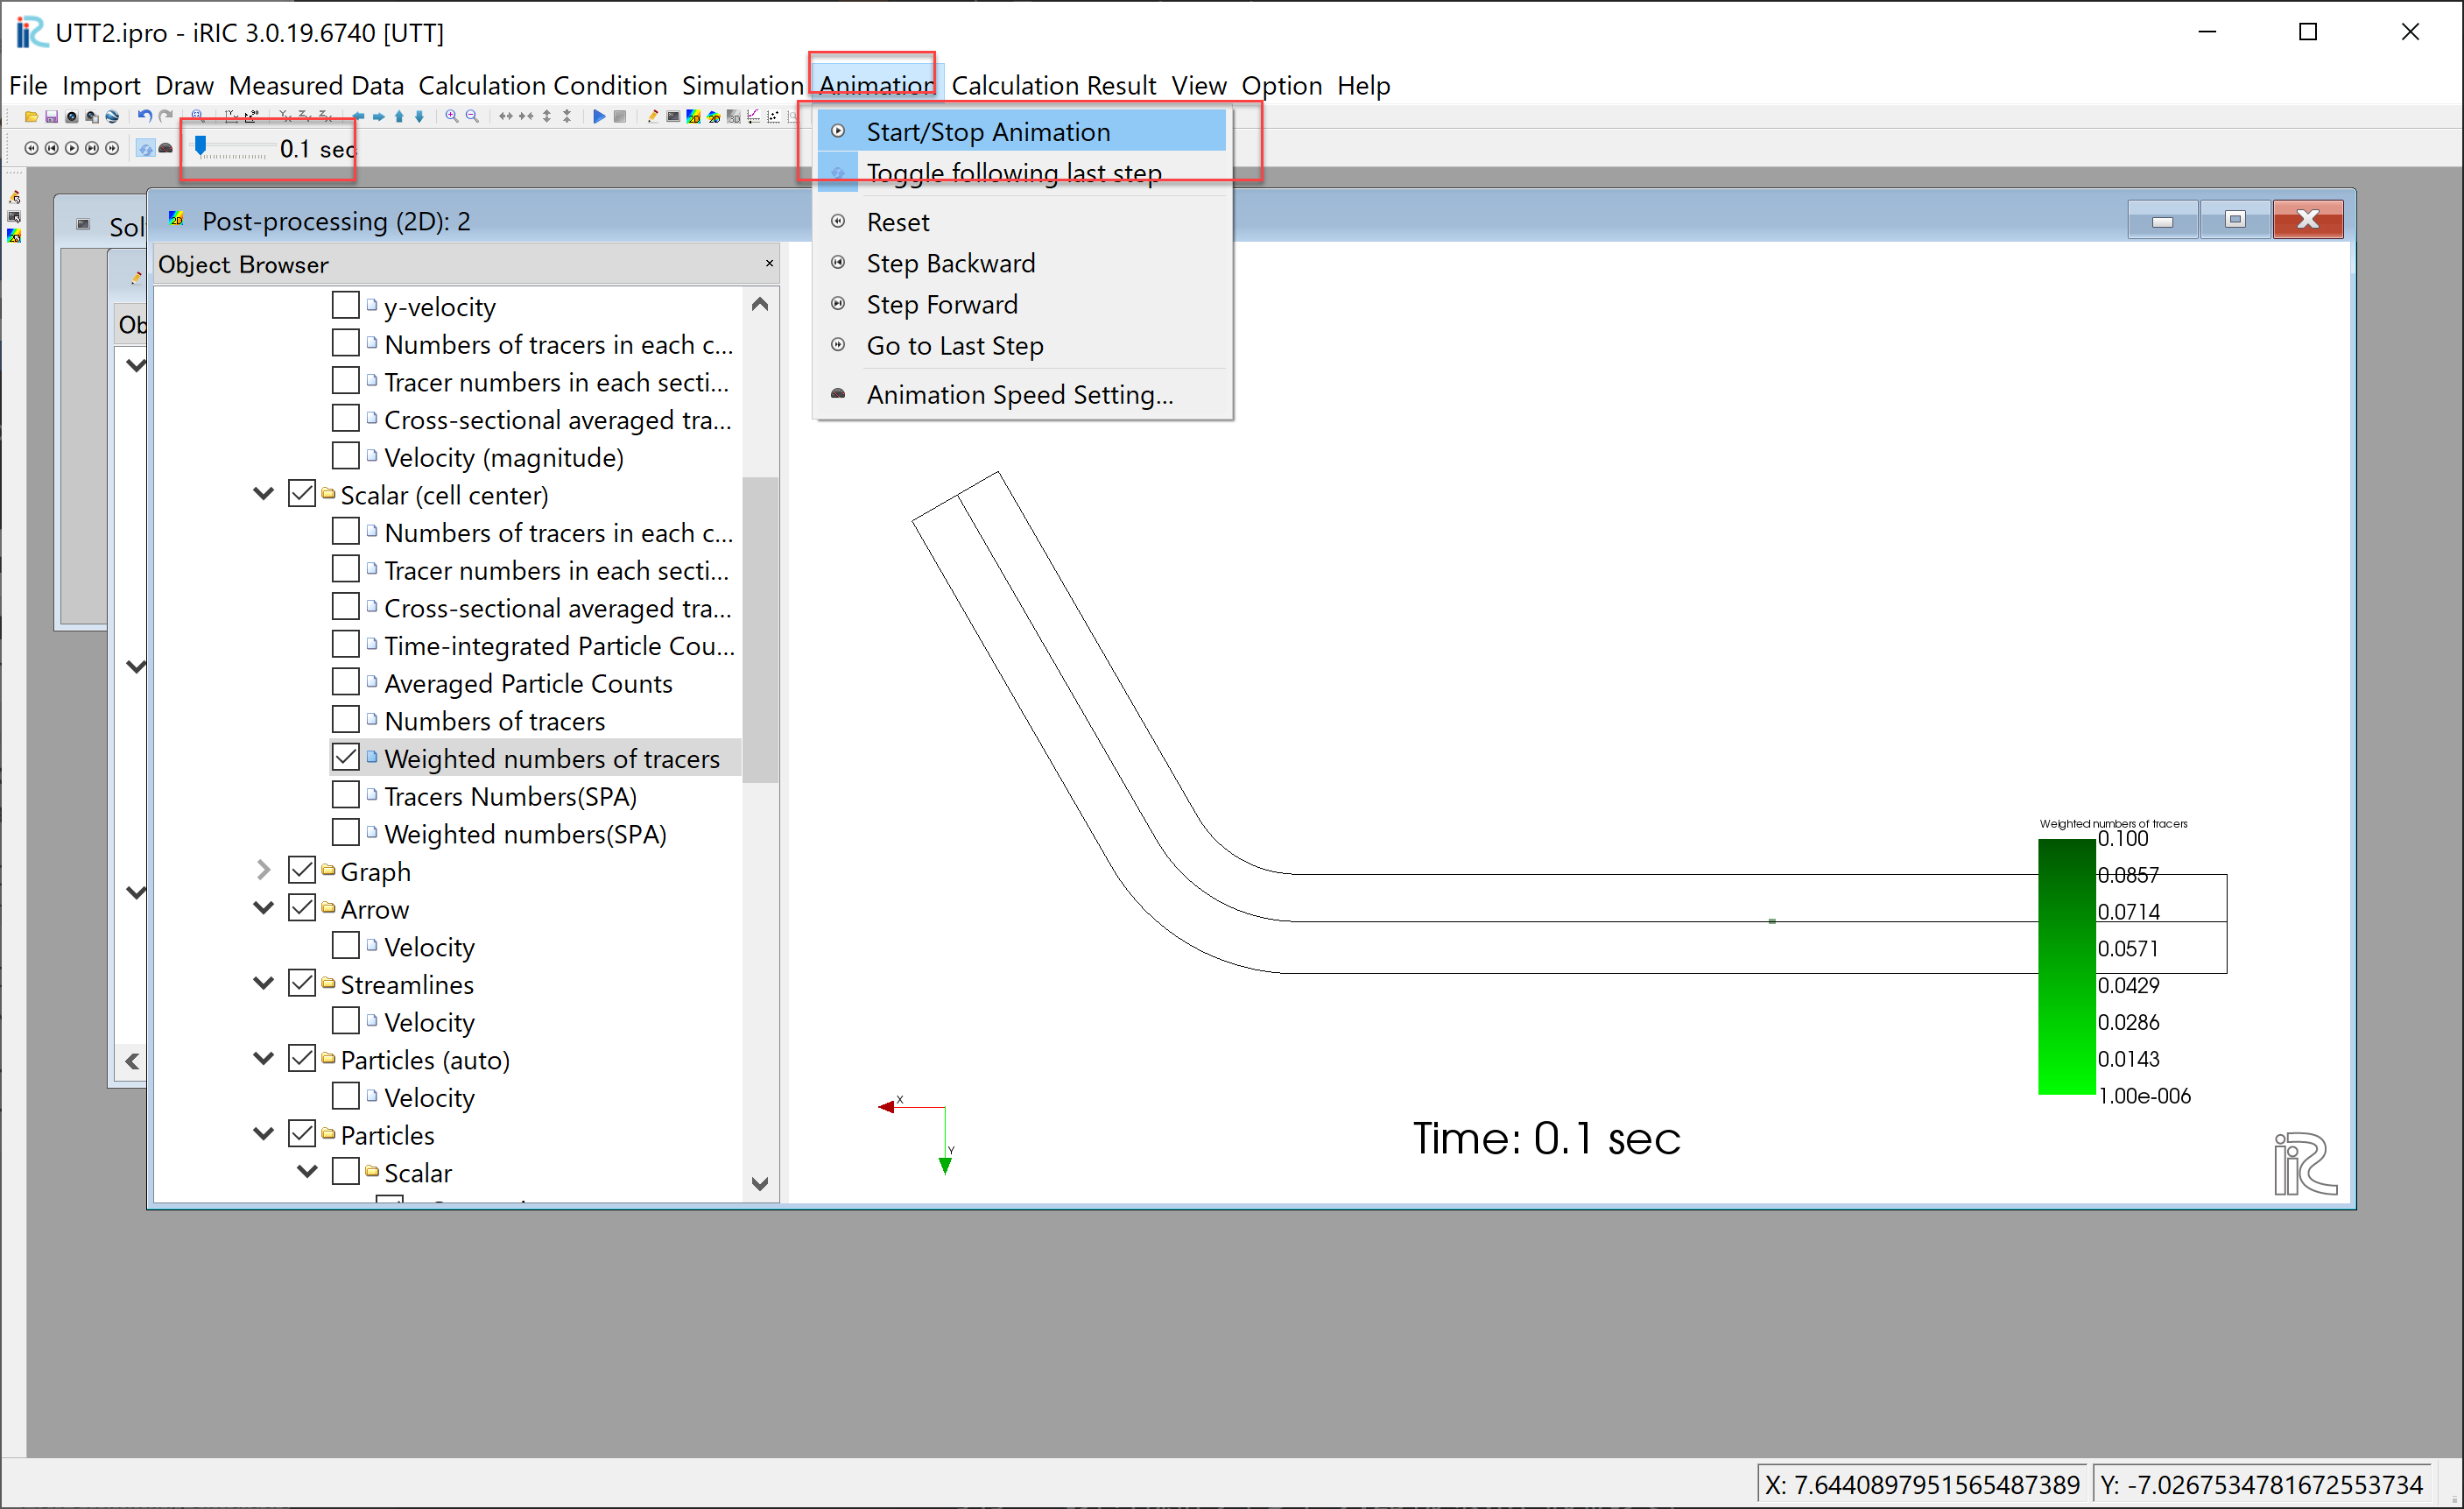 UTT2.ipro - iRIC 3.0.19.6740 [UTT]
File Import Draw Measured Data Calculation Condition Simulation Animation Calculation Result View Option Help
0.1 sec
Start/Stop Animation
Toggle following last step
Reset
Step Backward
Step Forward
Go to Last Step
Animation Speed Setting...
Sol
Post-processing (2D): 2
Ob
Object Browser
y-velocity
Numbers of tracers in each c...
Tracer numbers in each secti...
Cross-sectional averaged tra...
Velocity (magnitude)
Scalar (cell center)
Numbers of tracers in each c...
Tracer numbers in each secti...
Cross-sectional averaged tra...
Time-integrated Particle Cou...
Averaged Particle Counts
Numbers of tracers
Weighted numbers of tracers
Tracers Numbers(SPA)
Weighted numbers(SPA)
Graph
Arrow
Velocity
Streamlines
Velocity
Particles (auto)
Velocity
Particles
Scalar
Weighted numbers of tracers
0.100
0.0857
0.0714
0.0571
0.0429
0.0286
0.0143
1.00e-006
X
Y
Time: 0.1 sec
iRIC
X: 7.6440897951565487389
Y: -7.0267534781672553734